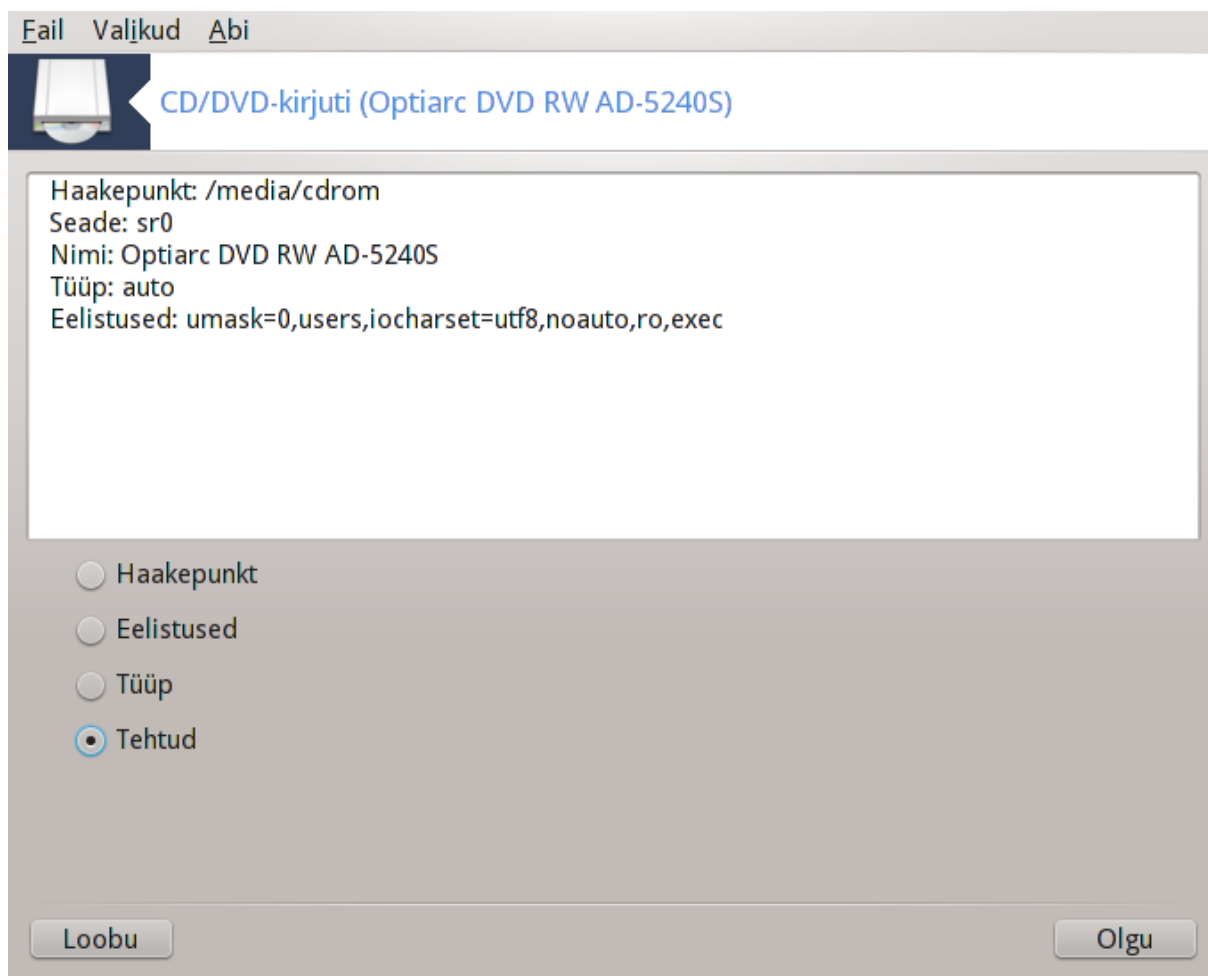 Fail Valikud Abi
CD/DVD-kirjuti (Optiarc DVD RW AD-5240S)
Haakepunkt: /media/cdrom
Seade: sr0
Nimi: Optiarc DVD RW AD-5240S
Tüüp: auto
Eelistused: umask=0,users,iocharset=utf8,noauto,ro,exec
Haakepunkt
Eelistused
Tüüp
Tehtud
Loobu Olgu